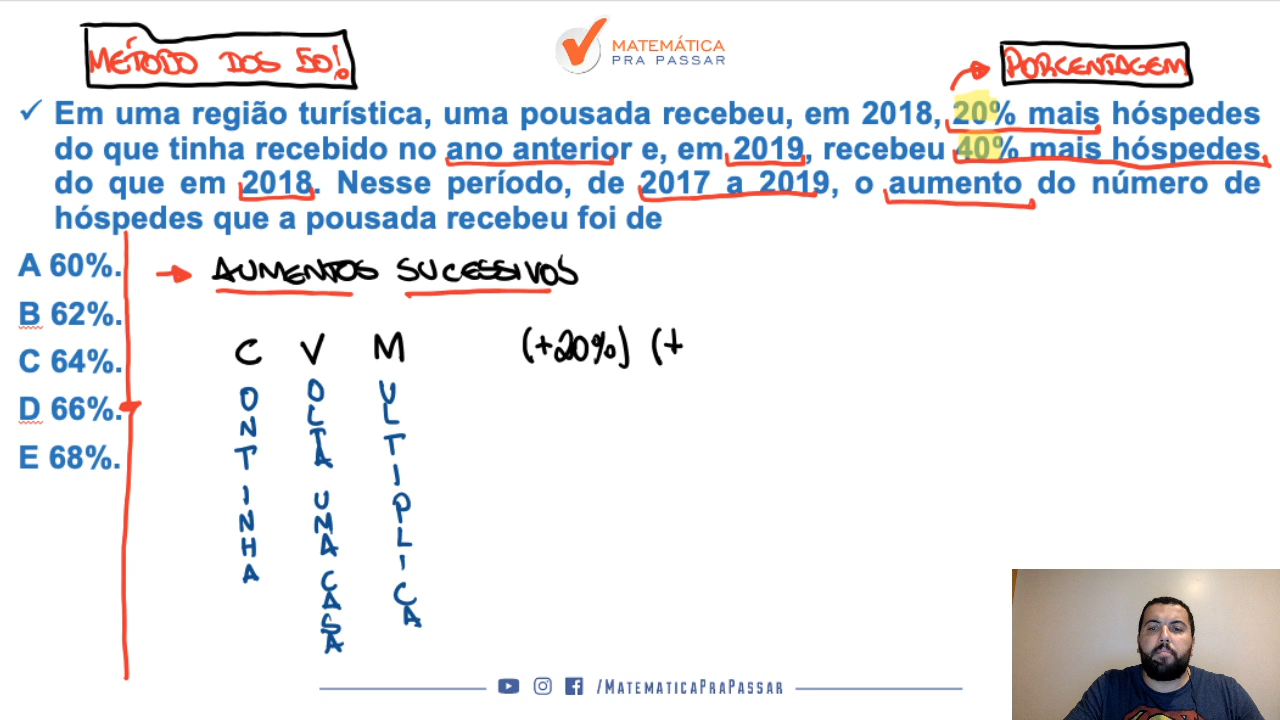 MÉTODO DOS 50!
MATEMÁTICA
PRA PASSAR
PORCENTAGEM
✓ Em uma região turística, uma pousada recebeu, em 2018, 20% mais hóspedes
do que tinha recebido no ano anterior e, em 2019, recebeu 40% mais hóspedes,
do que em 2018. Nesse período, de 2017 a 2019, o aumento do número de
hóspedes que a pousada recebeu foi de
A 60%.
B 62%.
C 64%.
D 66%.
E 68%.
AUMENTOS SUCESSIVOS
CONTINHA
VOLTA UMA CASA
MULTIPLICA
(+20%) (+
/MATEMATICAPRAPASSAR